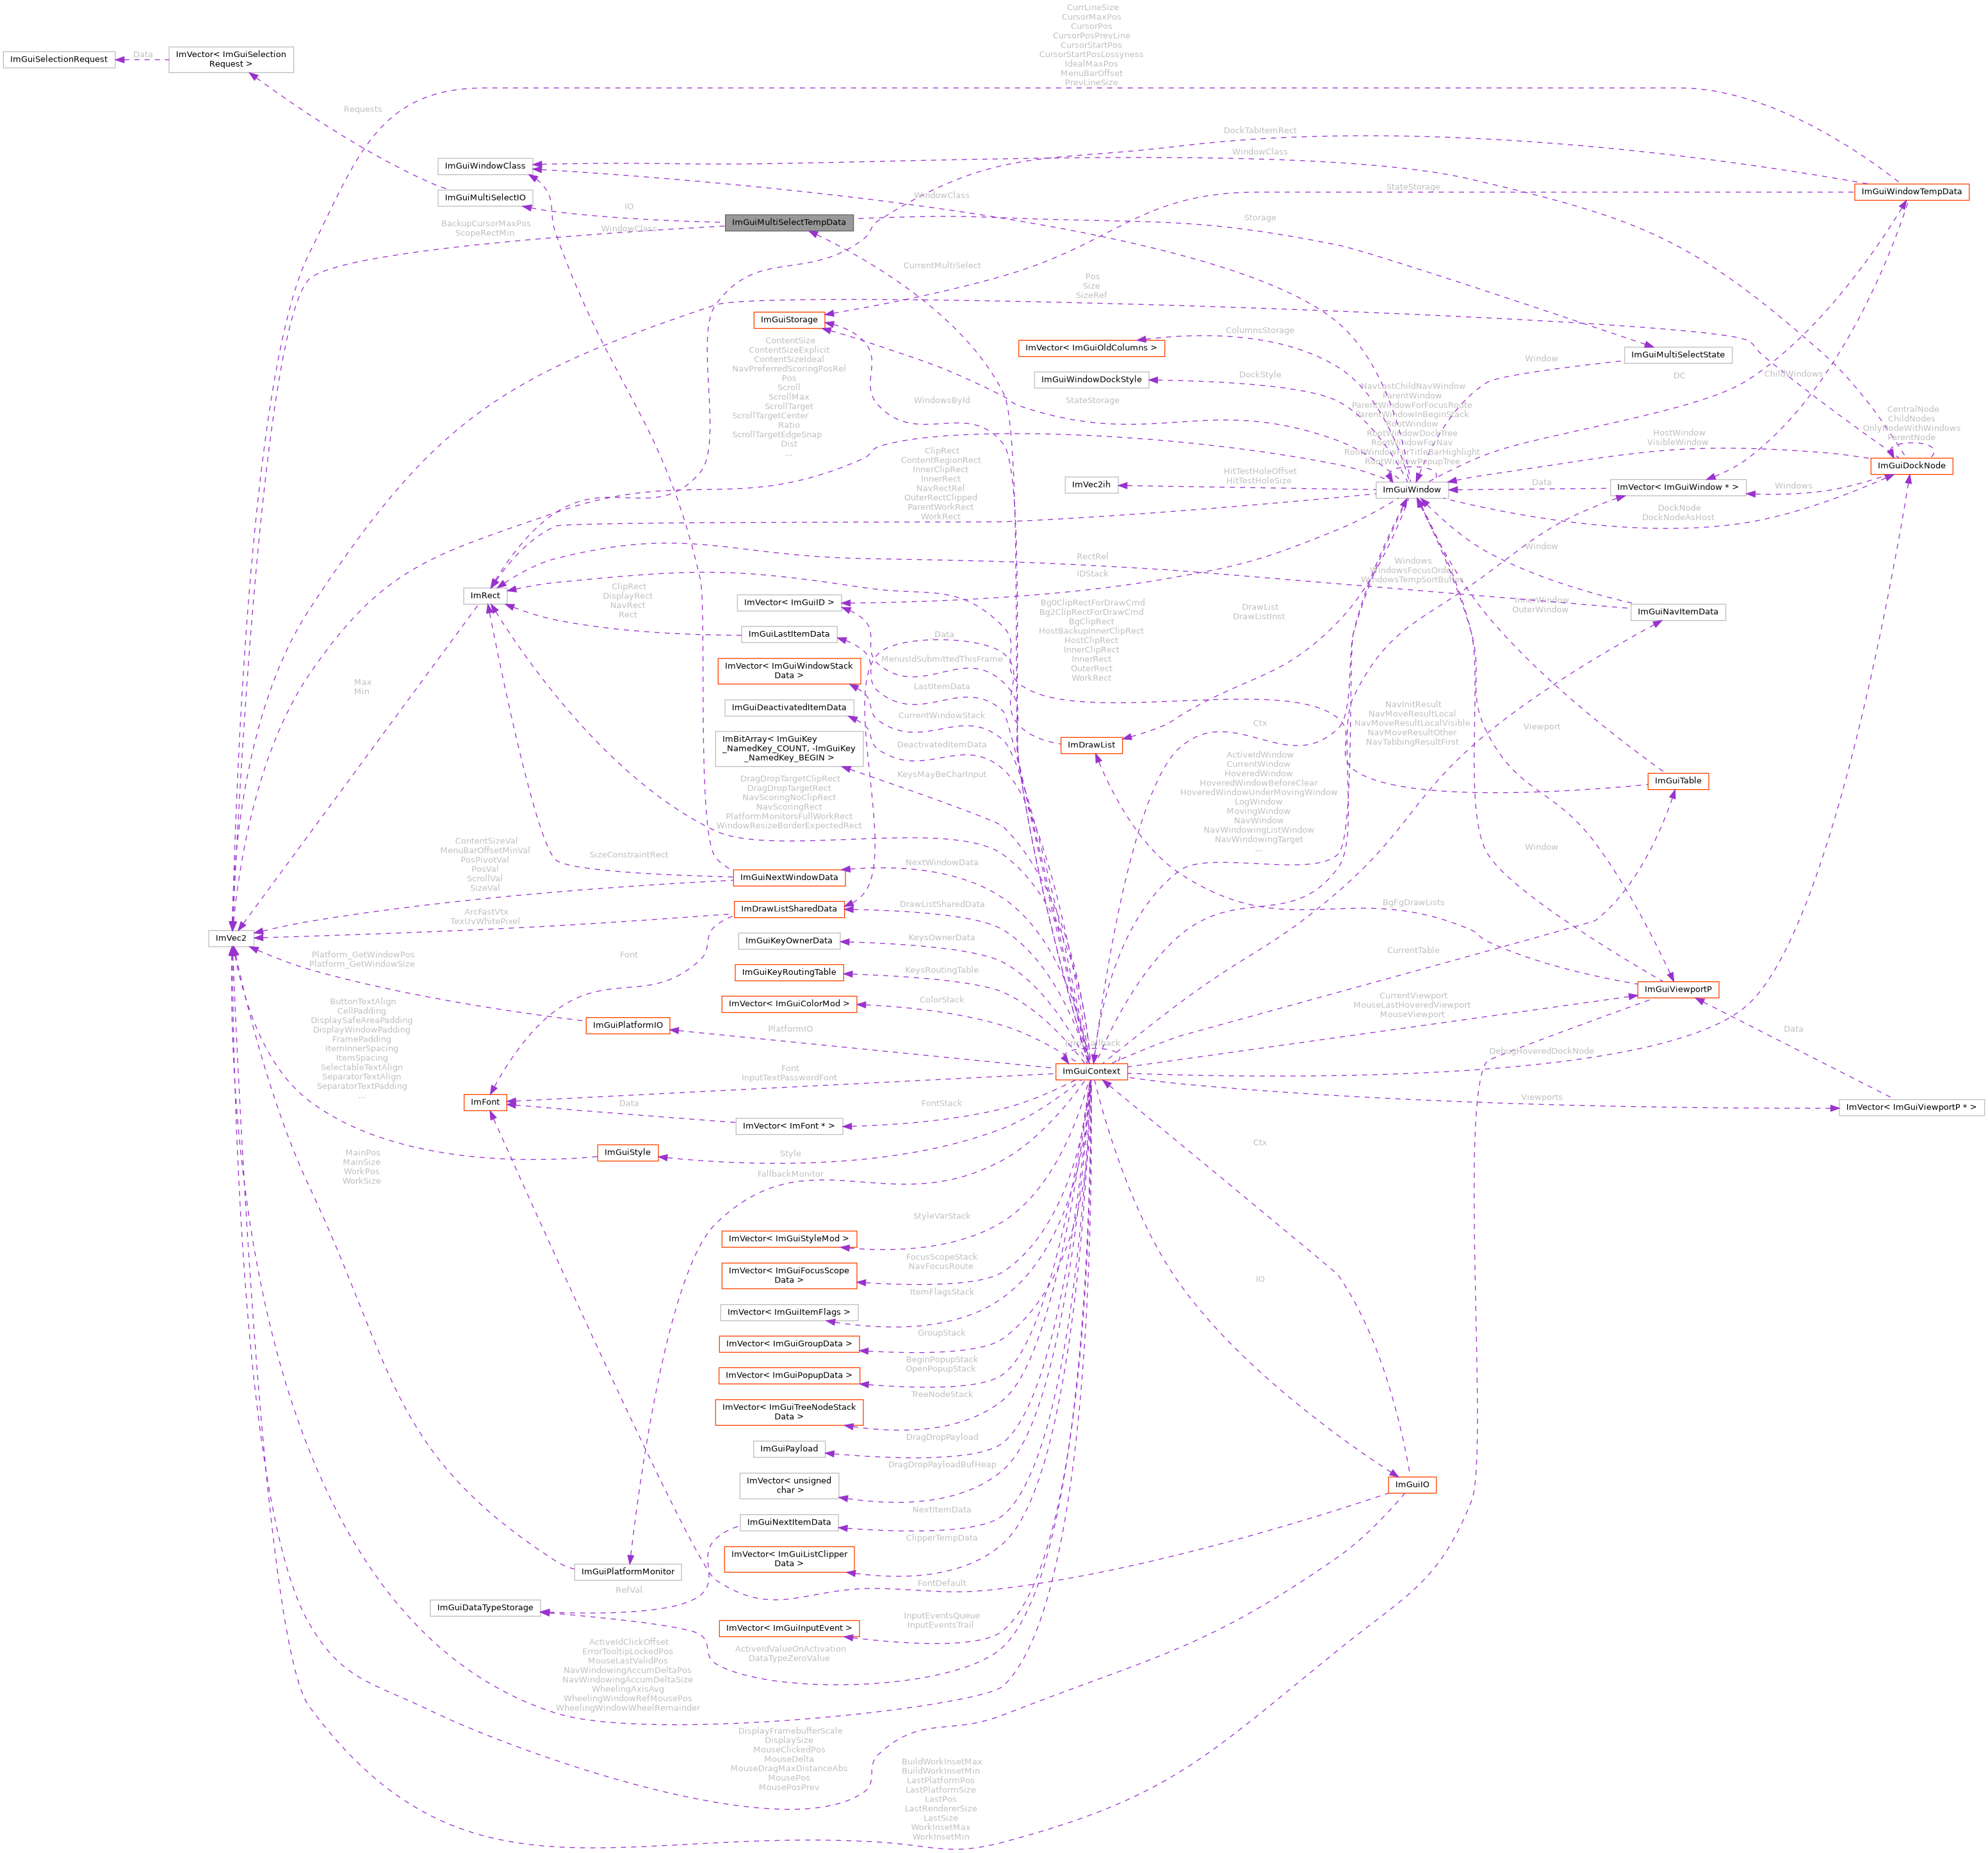 CurrLineSize
CursorMaxPos
CursorPos
CursorPosPrevLine
CursorStartPos
CursorStartPosLossyness
IdealMaxPos
MenuBarOffset
PrevLineSize
ImGuiSelectionRequest
Data
ImVector< ImGuiSelection
Request >
Requests
DockTabItemRect
WindowClass
ImGuiWindowClass
ImGuiMultiSelectIO
IO
WindowClass
BackupCursorMaxPos
ScopeRectMin
ImGuiMultiSelectTempData
WindowClass
StateStorage
ImGuiWindowTempData
Storage
CurrentMultiSelect
Pos
Size
SizeRef
ImGuiStorage
ContentSize
ContentSizeExplicit
ContentSizeIdeal
NavPreferredScoringPosRel
Pos
Scroll
ScrollMax
ScrollTarget
ScrollTargetCenter
Ratio
ScrollTargetEdgeSnap
Dist
...
WindowsById
ColumnsStorage
ImVector< ImGuiOldColumns >
ImGuiWindowDockStyle
DockStyle
StateStorage
ImGuiMultiSelectState
Window
DC
ChildWindows
NavLastChildNavWindow
ParentWindow
ParentWindowForFocusRoute
ParentWindowInBeginStack
RootWindow
RootWindowDockTree
RootWindowForNav
RootWindowForTitleBarHighlight
RootWindowPopupTree
CentralNode
ChildNodes
OnlyNodeWithWindows
ParentNode
HostWindow
VisibleWindow
ImGuiDockNode
ClipRect
ContentRegionRect
InnerClipRect
InnerRect
NavRectRel
OuterRectClipped
ParentWorkRect
WorkRect
ImVec2ih
HitTestHoleOffset
HitTestHoleSize
ImGuiWindow
Data
ImVector< ImGuiWindow * >
Windows
DockNode
DockNodeAsHost
Window
RectRel
IDStack
Windows
WindowsFocusOrder
WindowsTempSortBuffer
ImRect
ClipRect
DisplayRect
NavRect
Rect
ImVector< ImGuiID >
ImGuiLastItemData
Data
MenusIdSubmittedThisFrame
ImVector< ImGuiWindowStack
Data >
LastItemData
ImGuiDeactivatedItemData
CurrentWindowStack
ImBitArray< ImGuiKey
_NamedKey_COUNT, -ImGuiKey
_NamedKey_BEGIN >
DeactivatedItemData
KeysMayBeCharInput
Bg0ClipRectForDrawCmd
Bg2ClipRectForDrawCmd
BgClipRect
HostBackupInnerClipRect
HostClipRect
InnerClipRect
InnerRect
OuterRect
WorkRect
DrawList
DrawListInst
InnerWindow
OuterWindow
ImGuiNavItemData
Max
Min
ImDrawList
Ctx
NavInitResult
NavMoveResultLocal
NavMoveResultLocalVisible
NavMoveResultOther
NavTabbingResultFirst
Viewport
ImGuiTable
ActiveIdWindow
CurrentWindow
HoveredWindow
HoveredWindowBeforeClear
HoveredWindowUnderMovingWindow
LogWindow
MovingWindow
NavWindow
NavWindowingListWindow
NavWindowingTarget
...
DragDropTargetClipRect
DragDropTargetRect
NavScoringNoClipRect
NavScoringRect
PlatformMonitorsFullWorkRect
WindowResizeBorderExpectedRect
ContentSizeVal
MenuBarOffsetMinVal
PosPivotVal
PosVal
ScrollVal
SizeVal
SizeConstraintRect
ImGuiNextWindowData
NextWindowData
Window
ArcFastVtx
TexUvWhitePixel
ImDrawListSharedData
DrawListSharedData
BgFgDrawLists
ImVec2
Platform_GetWindowPos
Platform_GetWindowSize
Font
ImGuiKeyOwnerData
KeysOwnerData
CurrentTable
ImGuiKeyRoutingTable
KeysRoutingTable
ImGuiViewportP
ImVector< ImGuiColorMod >
ColorStack
CurrentViewport
MouseLastHoveredViewport
MouseViewport
ButtonTextAlign
CellPadding
DisplaySafeAreaPadding
DisplayWindowPadding
FramePadding
ItemInnerSpacing
ItemSpacing
SelectableTextAlign
SeparatorTextAlign
SeparatorTextPadding
...
ImGuiPlatformIO
PlatformIO
Data
DebugHoveredDockNode
ImGuiContext
Font
InputTextPasswordFont
ImFont
Data
ImVector< ImFont * >
FontStack
Viewports
ImVector< ImGuiViewportP * >
MainPos
MainSize
WorkPos
WorkSize
ImGuiStyle
Style
Ctx
FallbackMonitor
StyleVarStack
ImVector< ImGuiStyleMod >
FocusScopeStack
NavFocusRoute
ImVector< ImGuiFocusScope
Data >
IO
ItemFlagsStack
ImVector< ImGuiItemFlags >
GroupStack
ImVector< ImGuiGroupData >
BeginPopupStack
OpenPopupStack
ImVector< ImGuiPopupData >
TreeNodeStack
ImVector< ImGuiTreeNodeStack
Data >
DragDropPayload
ImGuiPayload
DragDropPayloadBufHeap
ImVector< unsigned
char >
ImGuiIO
NextItemData
ImGuiNextItemData
ClipperTempData
ImVector< ImGuiListClipper
Data >
ImGuiPlatformMonitor
RefVal
FontDefault
ImGuiDataTypeStorage
ImVector< ImGuiInputEvent >
InputEventsQueue
InputEventsTrail
ActiveIdValueOnActivation
DataTypeZeroValue
ActiveIdClickOffset
ErrorTooltipLockedPos
MouseLastValidPos
NavWindowingAccumDeltaPos
NavWindowingAccumDeltaSize
WheelingAxisAvg
WheelingWindowRefMousePos
WheelingWindowWheelRemainder
DisplayFramebufferScale
DisplaySize
MouseClickedPos
MouseDelta
MouseDragMaxDistanceAbs
MousePos
MousePosPrev
BuildWorkInsetMax
BuildWorkInsetMin
LastPlatformPos
LastPlatformSize
LastPos
LastRendererSize
LastSize
WorkInsetMax
WorkInsetMin